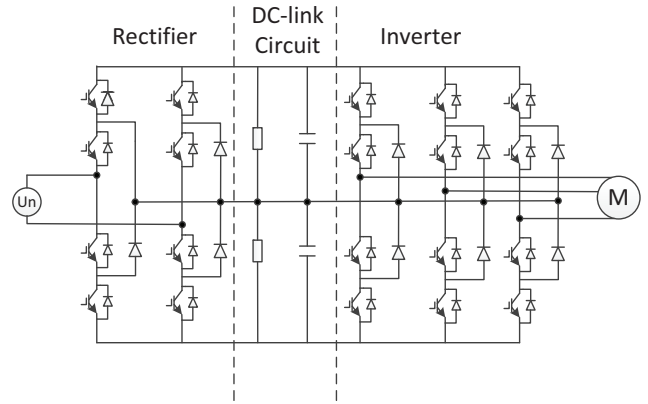 Rectifier
DC-link
Circuit
Inverter
Un
M